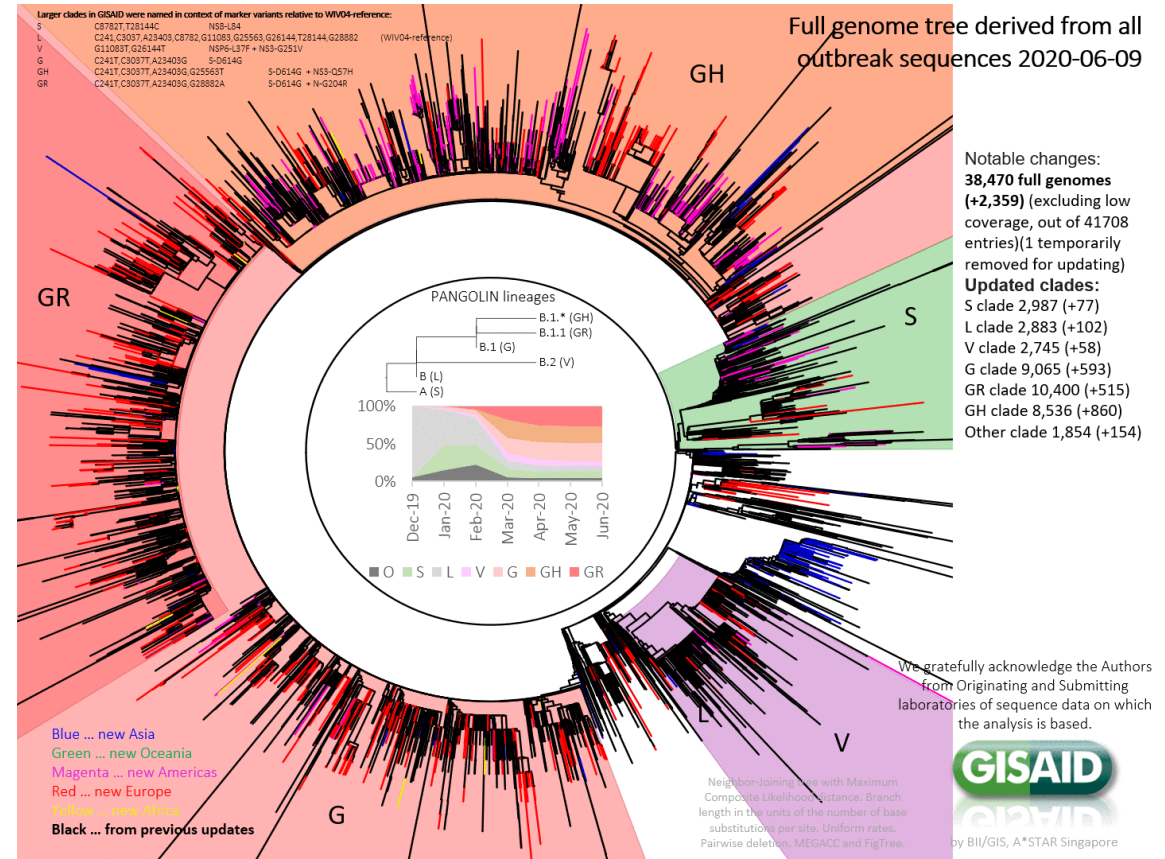 Larger clades in GISAID were named in context of marker variants relative to WIV04-reference:
S C8782T,T28144C NS8-L84
L C241,C3037,A23403,C8782,G11083,G25563,G26144,T28144,G28882 (WIV04-reference)
V G11083T,G26144T NSP6-L37F + NS3-G251V
G C241T,C3037T,A23403G S-D614G
GH C241T,C3037T,A23403G,G25563T S-D614G + NS3-Q57H
GR C241T,C3037T,A23403G,G28882A S-D614G + N-G204R
Full genome tree derived from all
outbreak sequences 2020-06-09
GH
GR
S
L
V
G
Notable changes:
38,470 full genomes
(+2,359) (excluding low
coverage, out of 41708
entries)(1 temporarily
removed for updating)
Updated clades:
S clade 2,987 (+77)
L clade 2,883 (+102)
V clade 2,745 (+58)
G clade 9,065 (+593)
GR clade 10,400 (+515)
GH clade 8,536 (+860)
Other clade 1,854 (+154)
PANGOLIN lineages
B.1.* (GH)
B.1.1 (GR)
B.1 (G)
B.2 (V)
B (L)
A (S)
100%
50%
0%
Dec-19
Jan-20
Feb-20
Mar-20
Apr-20
May-20
Jun-20
O S L V G GH GR
Blue ... new Asia
Green ... new Oceania
Magenta ... new Americas
Red ... new Europe
Yellow ... new Africa
Black ... from previous updates
We gratefully acknowledge the Authors
from Originating and Submitting
laboratories of sequence data on which
the analysis is based.
GISAID
by BII/GIS, A*STAR Singapore
Neighbor-Joining tree with Maximum
Composite Likelihood distance. Branch
length in the units of the number of base
substitutions per site. Uniform rates.
Pairwise deletion. MEGACC and FigTree.